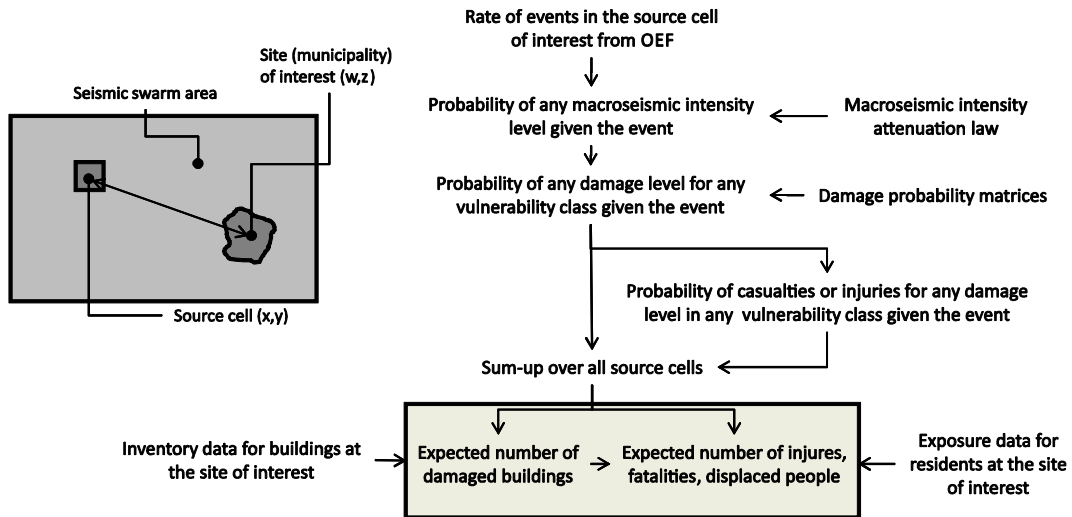 Rate of events in the source cell
of interest from OEF
Site (municipality)
of interest (w,z)
Seismic swarm area
Probability of any macroseismic intensity
level given the event
Macroseismic intensity
attenuation law
Probability of any damage level for any
vulnerability class given the event
Damage probability matrices
Source cell (x,y)
Probability of casualties or injuries for any damage
level in any vulnerability class given the event
Sum-up over all source cells
Inventory data for buildings at
the site of interest
Expected number of
damaged buildings
Expected number of injures,
fatalities, displaced people
Exposure data for
residents at the site
of interest